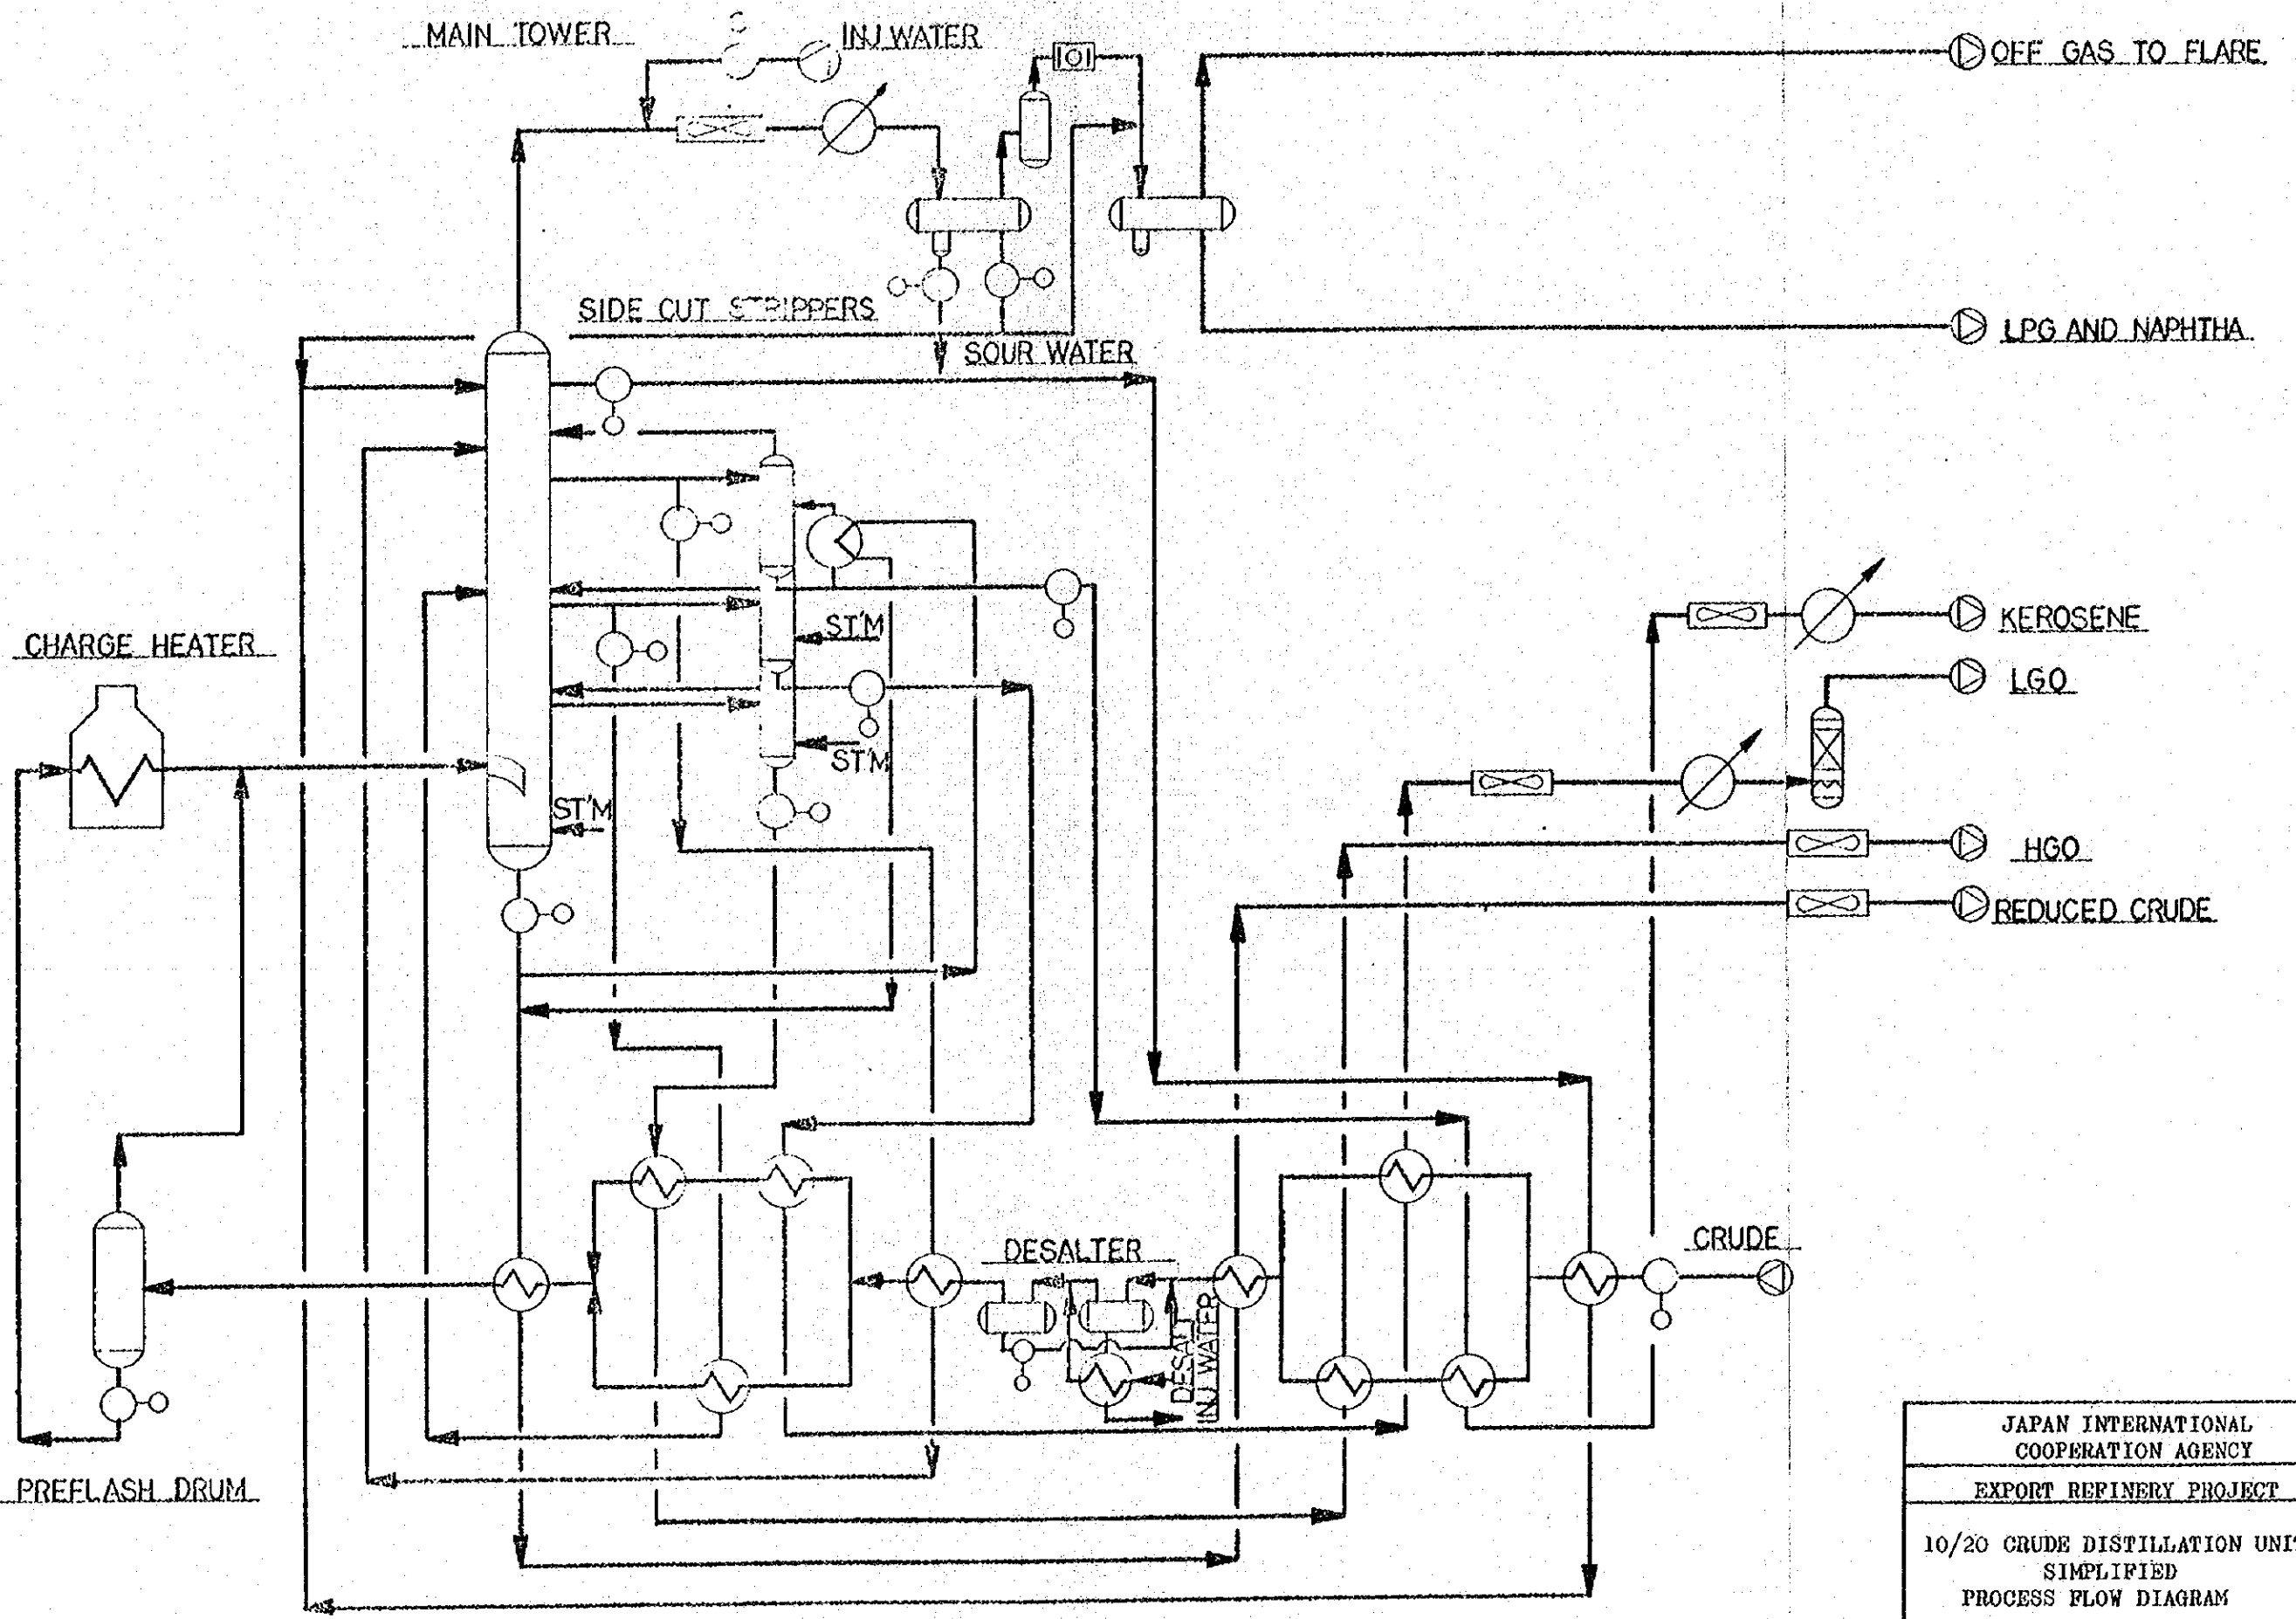 MAIN TOWER
INJ WATER
OFF GAS TO FLARE
SIDE CUT STRIPPERS
SOUR WATER
LPG AND NAPHTHA
ST'M
KEROSENE
CHARGE HEATER
LGO
ST'M
ST'M
HGO
REDUCED CRUDE
DESALTER
CRUDE
DESALT
INJ WATER
PREFLASH DRUM
JAPAN INTERNATIONAL
COOPERATION AGENCY
EXPORT REFINERY PROJECT
10/20 CRUDE DISTILLATION UNIT
SIMPLIFIED
PROCESS FLOW DIAGRAM